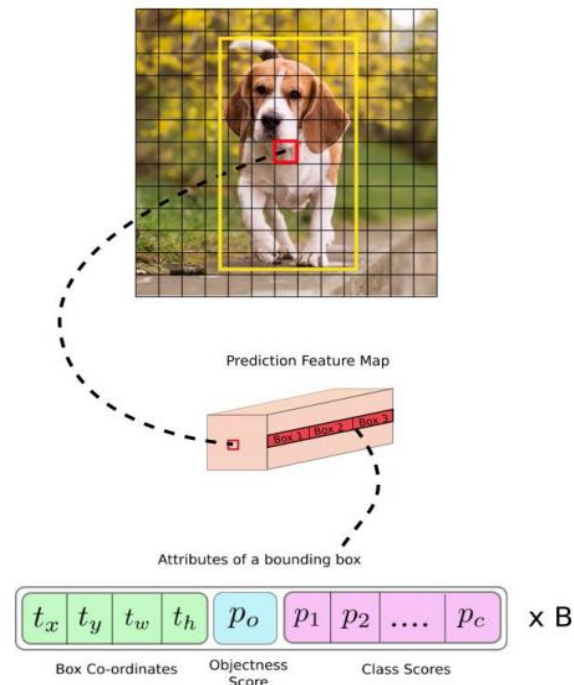 Prediction Feature Map
Box 1 Box 2 Box 3
Attributes of a bounding box
t_x t_y t_w t_h p_o p_1 p_2 .... p_c x B
Box Co-ordinates Objectness Score Class Scores